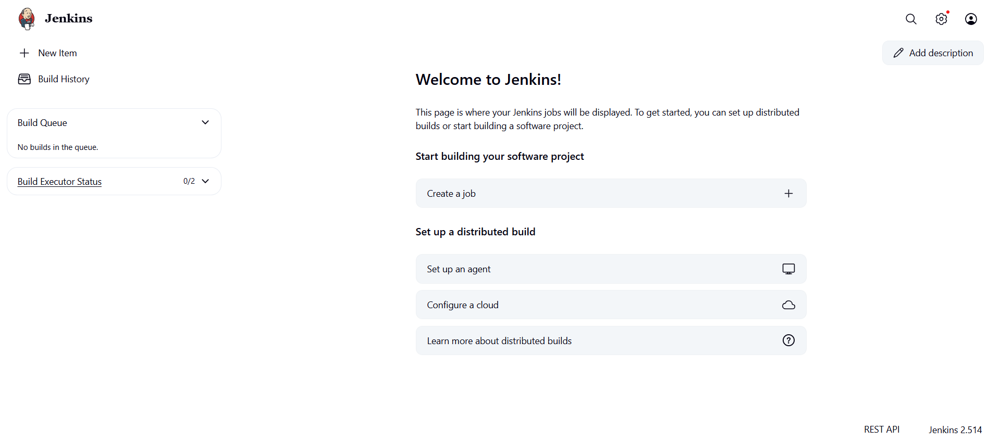 Jenkins
New Item
Build History
Build Queue
No builds in the queue.
Build Executor Status
0/2
Add description
Welcome to Jenkins!
This page is where your Jenkins jobs will be displayed. To get started, you can set up distributed
builds or start building a software project.
Start building your software project
Create a job
Set up a distributed build
Set up an agent
Configure a cloud
Learn more about distributed builds
REST API
Jenkins 2.514